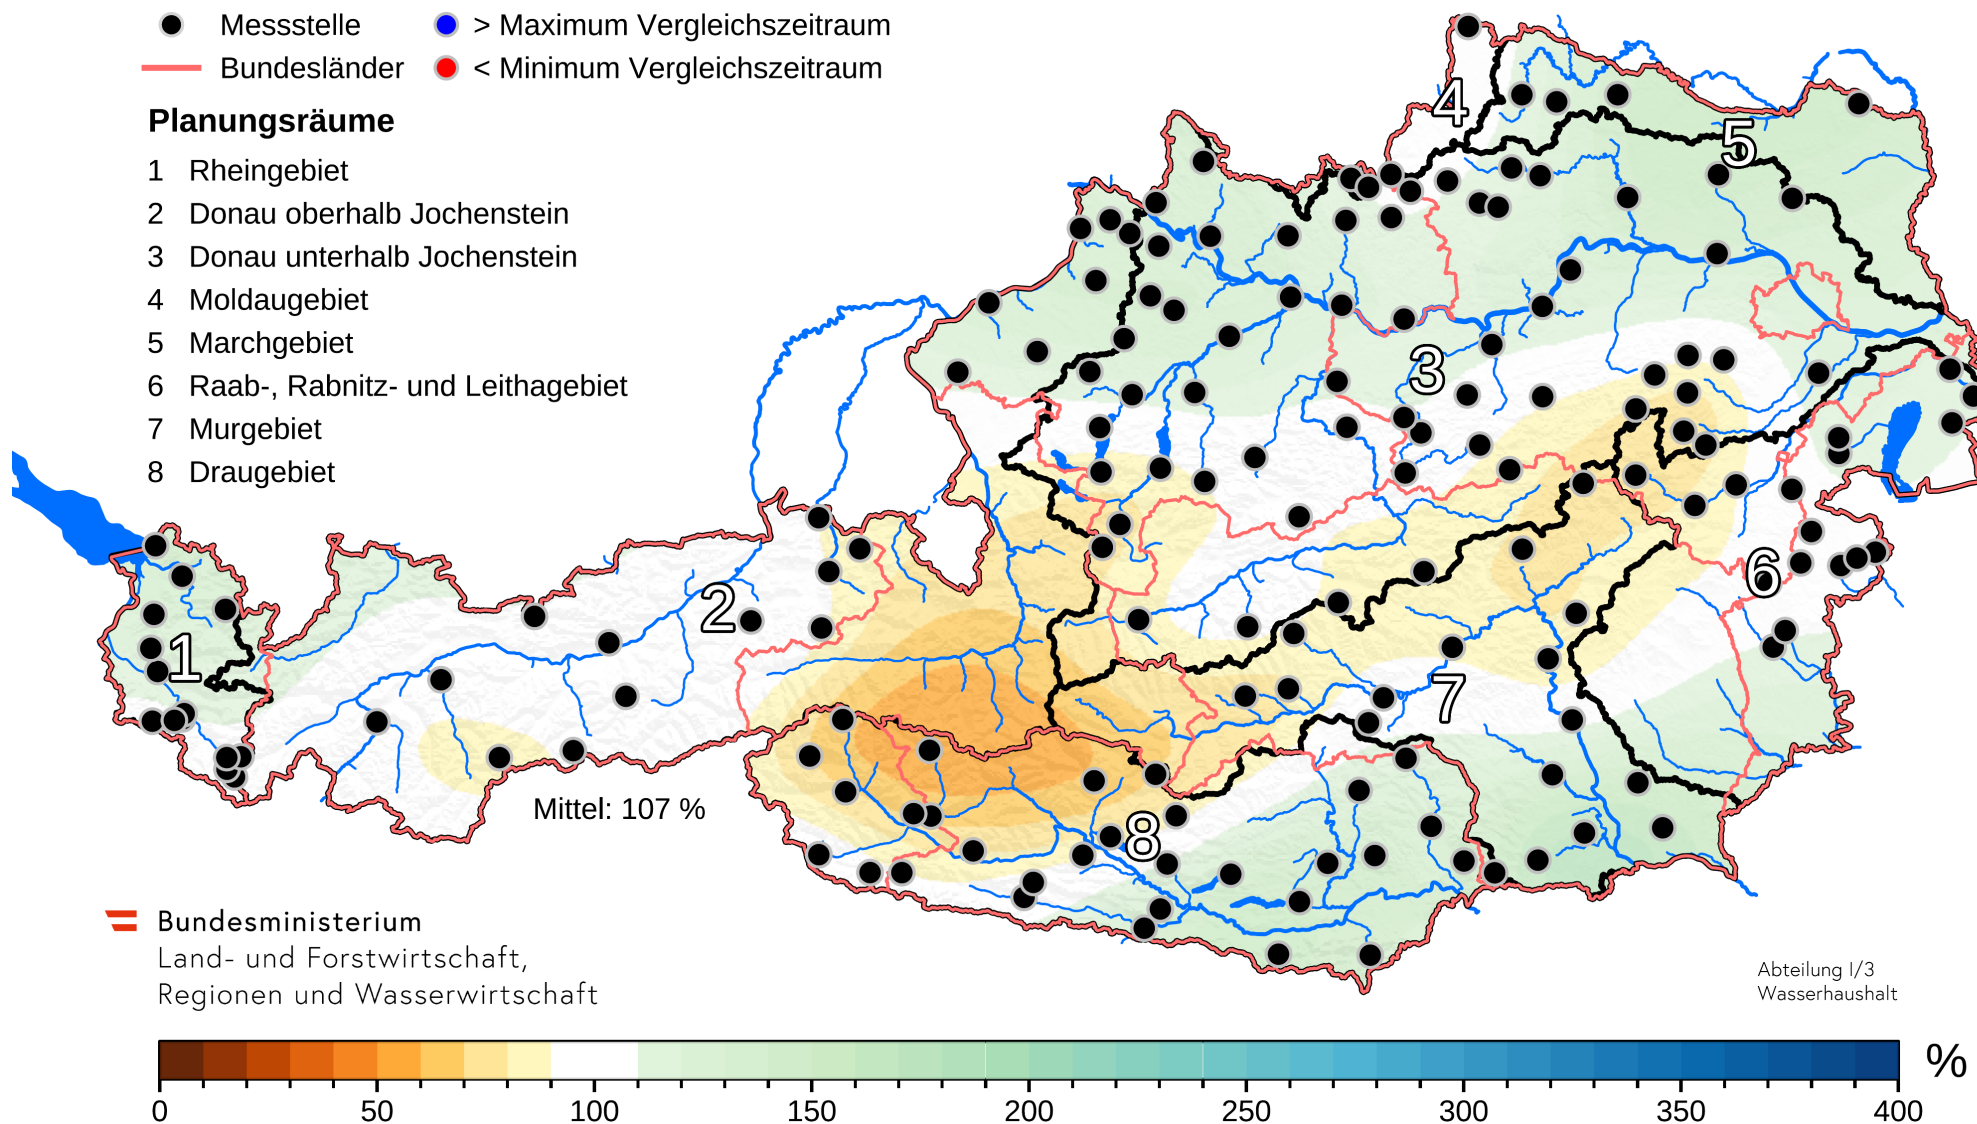 Messstelle
> Maximum Vergleichszeitraum
Bundesländer
< Minimum Vergleichszeitraum
Planungsräume
1 Rheingebiet
2 Donau oberhalb Jochenstein
3 Donau unterhalb Jochenstein
4 Moldaugebiet
5 Marchgebiet
6 Raab-, Rabnitz- und Leithagebiet
7 Murgebiet
8 Draugebiet
4
5
3
6
2
1
7
8
Mittel: 107 %
Bundesministerium
Land- und Forstwirtschaft,
Regionen und Wasserwirtschaft
Abteilung I/3
Wasserhaushalt
%
0 50 100 150 200 250 300 350 400